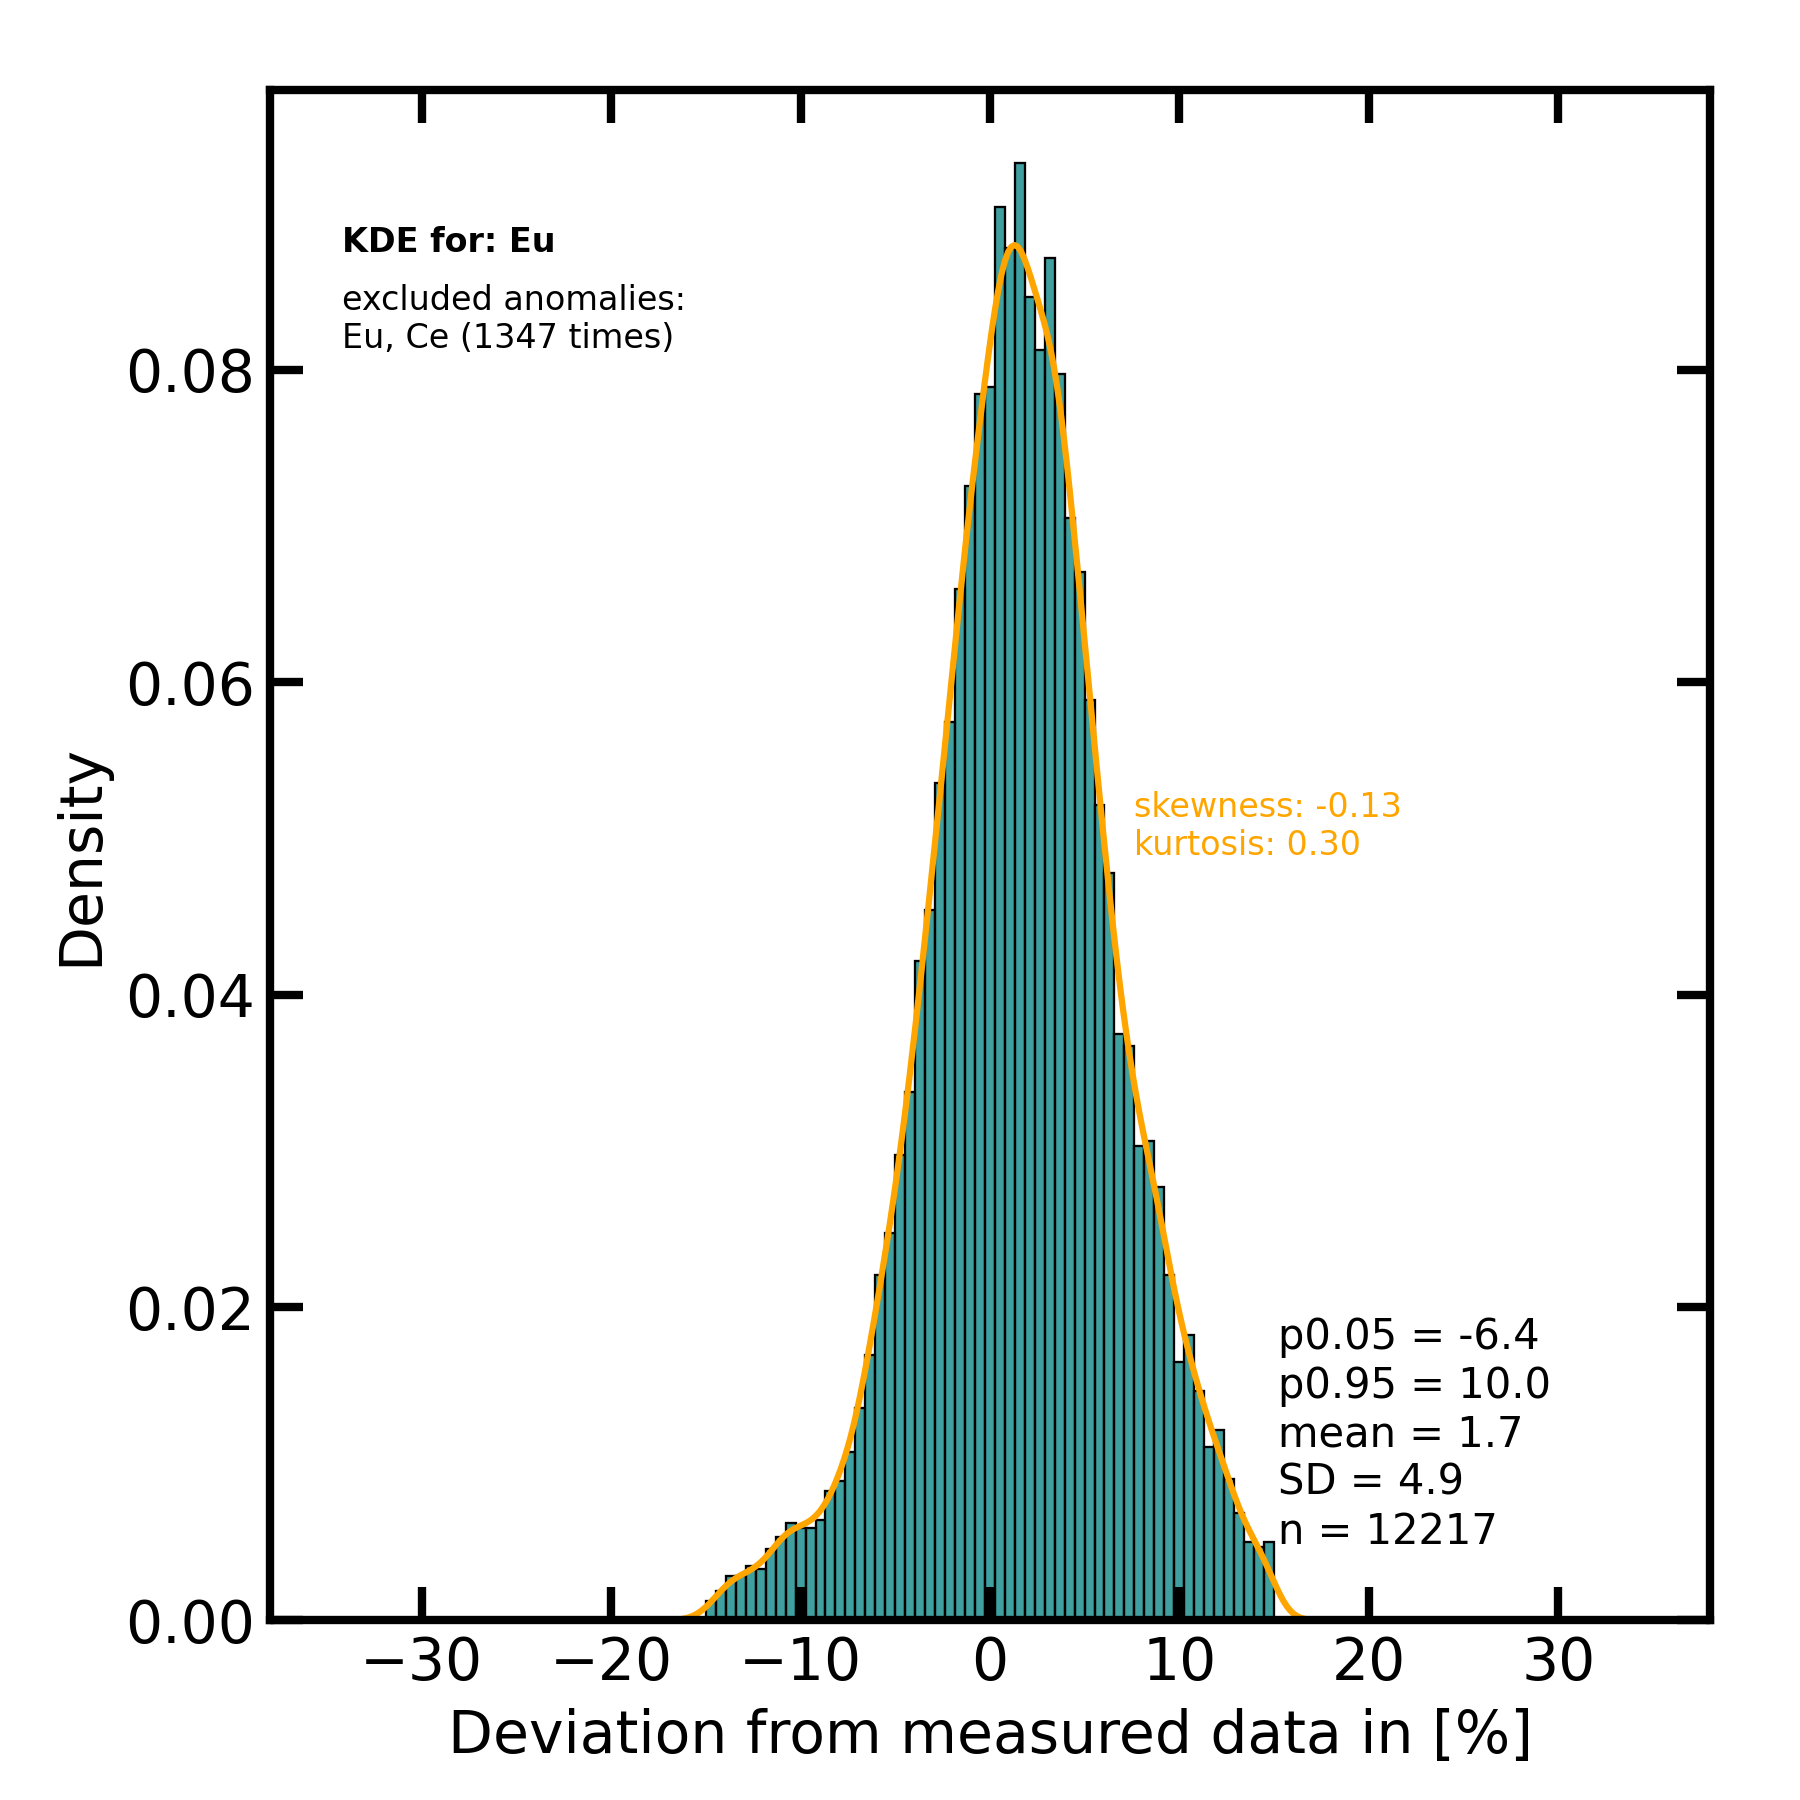 KDE for: Eu
excluded anomalies:
Eu, Ce (1347 times)
0.08
0.06
0.04
0.02
0.00
Density
skewness: -0.13
kurtosis: 0.30
p0.05 = -6.4
p0.95 = 10.0
mean = 1.7
SD = 4.9
n = 12217
−30 −20 −10 0 10 20 30
Deviation from measured data in [%]